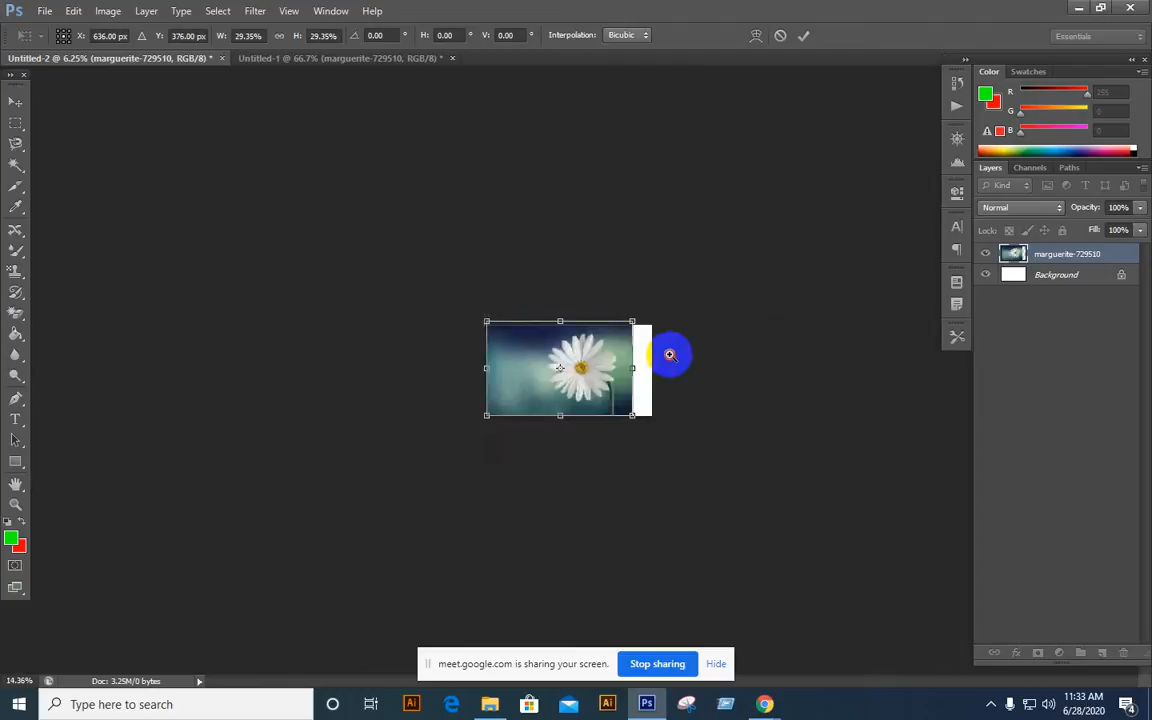 Ps File Edit Image Layer Type Select Filter View Window Help
X: 636.00 px Y: 376.00 px W: 29.35% H: 29.35% 0.00 ° H: 0.00 ° V: 0.00 ° Interpolation: Bicubic Essentials
Untitled-2 @ 6.25% (marguerite-729510, RGB/8) * × Untitled-1 @ 66.7% (marguerite-729510, RGB/8) * ×
Color Swatches
R 255
G 0
B 0
Layers Channels Paths
Kind
Normal Opacity: 100%
Lock: Fill: 100%
marguerite-729510
Background
meet.google.com is sharing your screen. Stop sharing Hide
14.36% Doc: 3.25M/0 bytes
Type here to search Ai Ai Ps 11:33 AM
6/28/2020 4